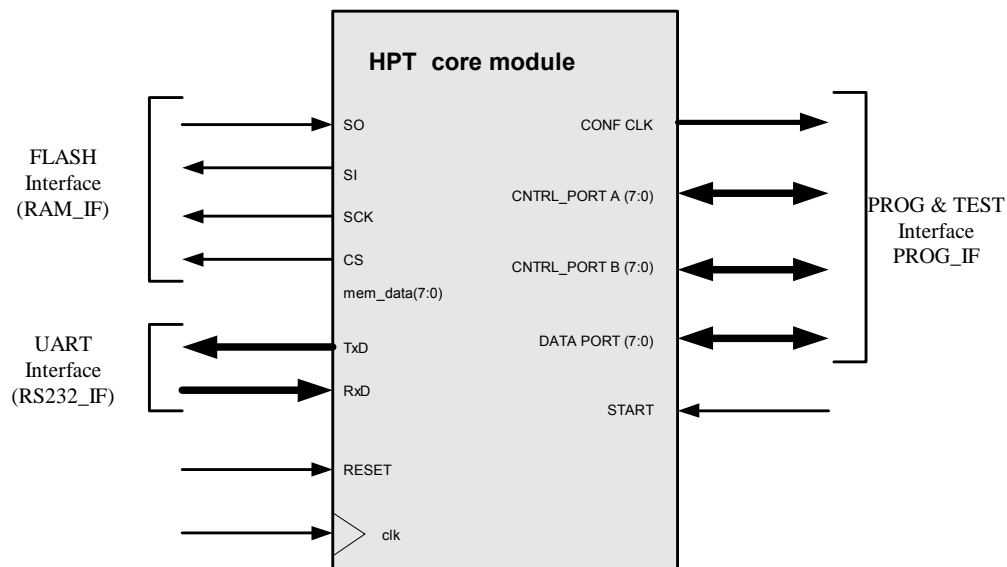 HPT core module
FLASH
Interface
(RAM_IF)
SO
SI
SCK
CS
mem_data(7:0)
UART
Interface
(RS232_IF)
TxD
RxD
RESET
clk
CONF CLK
CNTRL_PORT A (7:0)
CNTRL_PORT B (7:0)
DATA PORT (7:0)
START
PROG & TEST
Interface
PROG_IF